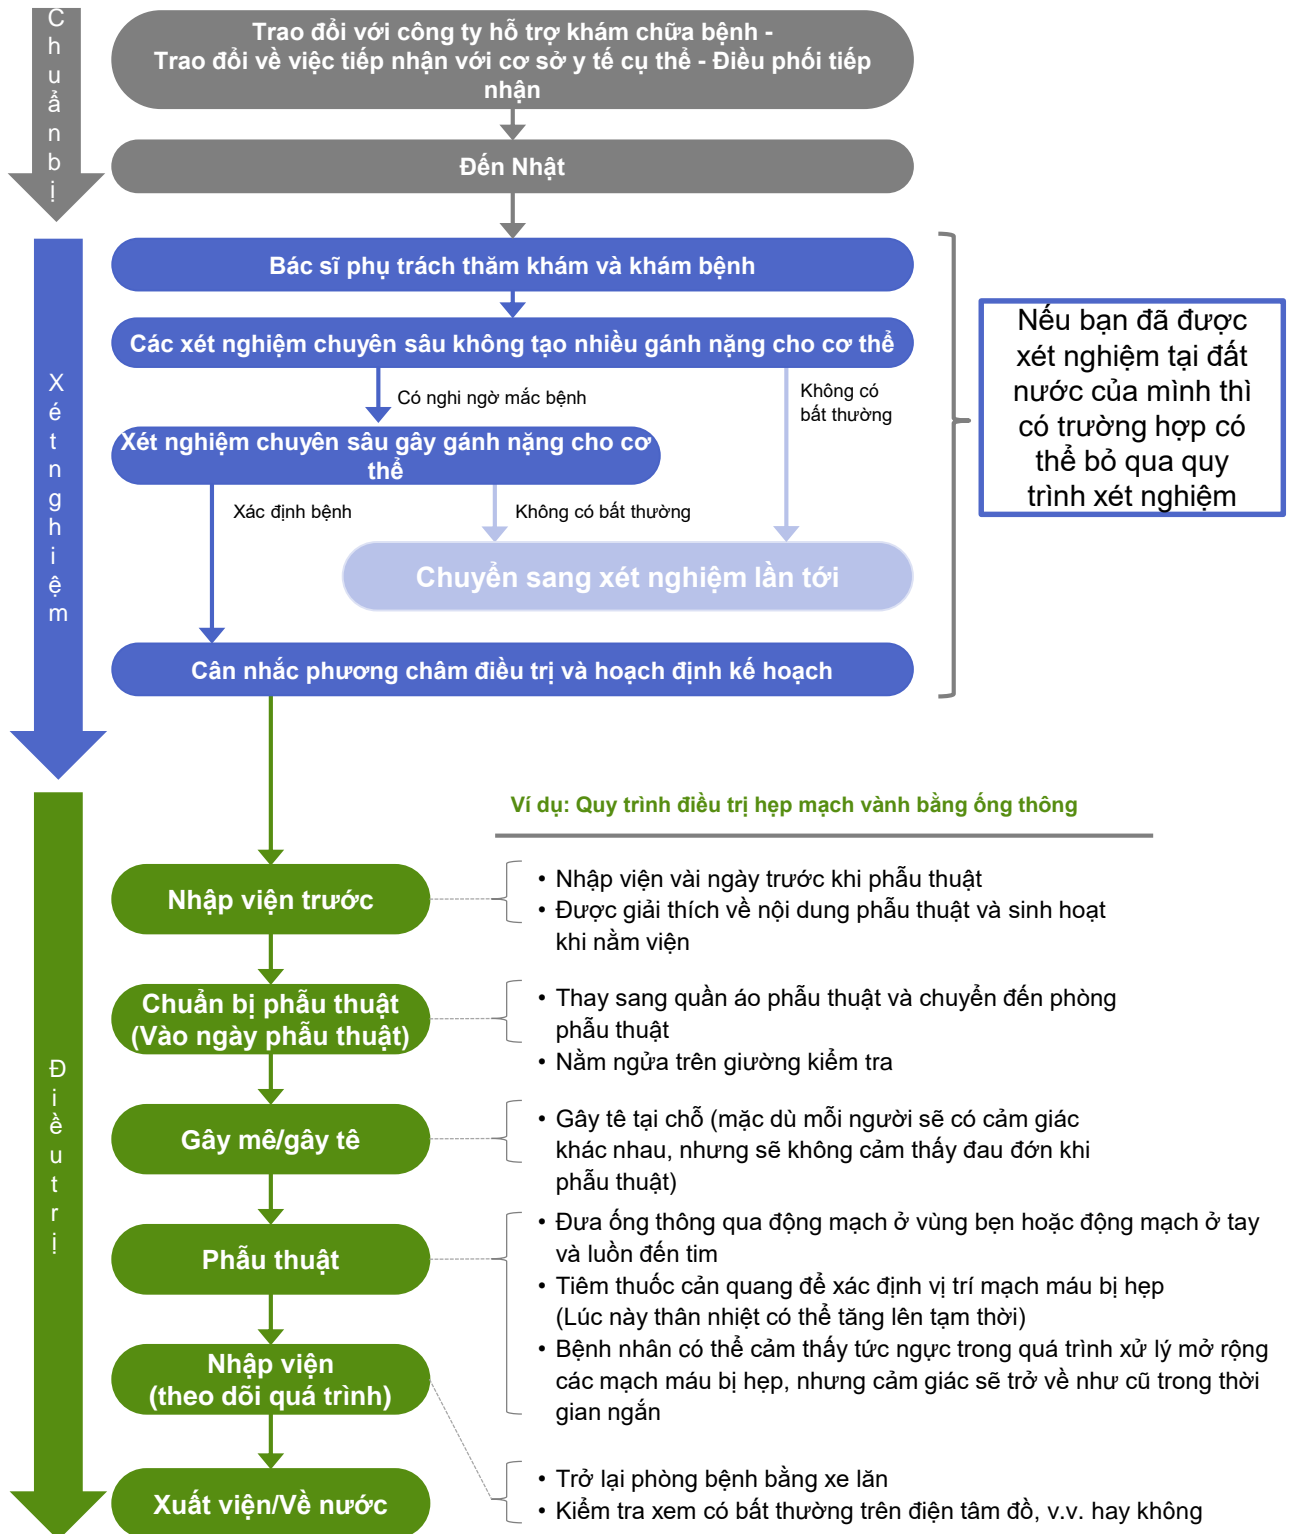 Chuẩn bị
Trao đổi với công ty hỗ trợ khám chữa bệnh -
Trao đổi về việc tiếp nhận với cơ sở y tế cụ thể - Điều phối tiếp
nhận
Đến Nhật
Xét nghiệm
Bác sĩ phụ trách thăm khám và khám bệnh
Các xét nghiệm chuyên sâu không tạo nhiều gánh nặng cho cơ thể
Có nghi ngờ mắc bệnh
Không có
bất thường
Xét nghiệm chuyên sâu gây gánh nặng cho cơ
thể
Xác định bệnh
Không có bất thường
Chuyển sang xét nghiệm lần tới
Cân nhắc phương châm điều trị và hoạch định kế hoạch
Nếu bạn đã được
xét nghiệm tại đất
nước của mình thì
có trường hợp có
thể bỏ qua quy
trình xét nghiệm
Điều trị
Ví dụ: Quy trình điều trị hẹp mạch vành bằng ống thông
Nhập viện trước
• Nhập viện vài ngày trước khi phẫu thuật
• Được giải thích về nội dung phẫu thuật và sinh hoạt
khi nằm viện
Chuẩn bị phẫu thuật
(Vào ngày phẫu thuật)
• Thay sang quần áo phẫu thuật và chuyển đến phòng
phẫu thuật
• Nằm ngửa trên giường kiểm tra
Gây mê/gây tê
• Gây tê tại chỗ (mặc dù mỗi người sẽ có cảm giác
khác nhau, nhưng sẽ không cảm thấy đau đớn khi
phẫu thuật)
Phẫu thuật
• Đưa ống thông qua động mạch ở vùng bẹn hoặc động mạch ở tay
và luồn đến tim
• Tiêm thuốc cản quang để xác định vị trí mạch máu bị hẹp
(Lúc này thân nhiệt có thể tăng lên tạm thời)
• Bệnh nhân có thể cảm thấy tức ngực trong quá trình xử lý mở rộng
các mạch máu bị hẹp, nhưng cảm giác sẽ trở về như cũ trong thời
gian ngắn
Nhập viện
(theo dõi quá trình)
• Trở lại phòng bệnh bằng xe lăn
• Kiểm tra xem có bất thường trên điện tâm đồ, v.v. hay không
Xuất viện/Về nước